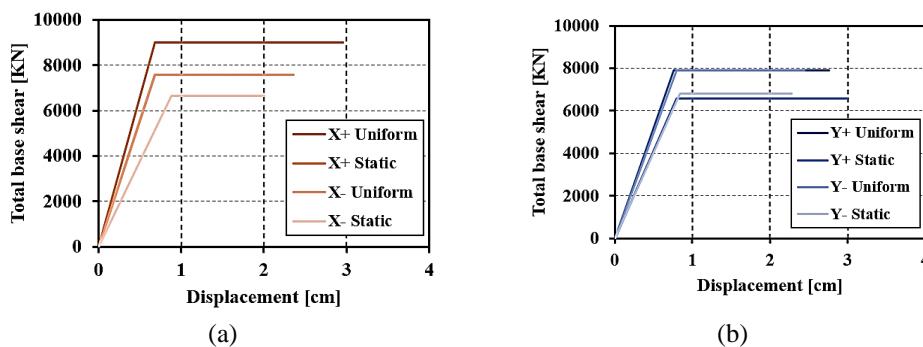 Total base shear [KN]
10000
8000
6000
4000
2000
0
0 1 2 3 4
Displacement [cm]
X+ Uniform
X+ Static
X- Uniform
X- Static
(a)
Total base shear [KN]
10000
8000
6000
4000
2000
0
0 1 2 3 4
Displacement [cm]
Y+ Uniform
Y+ Static
Y- Uniform
Y- Static
(b)